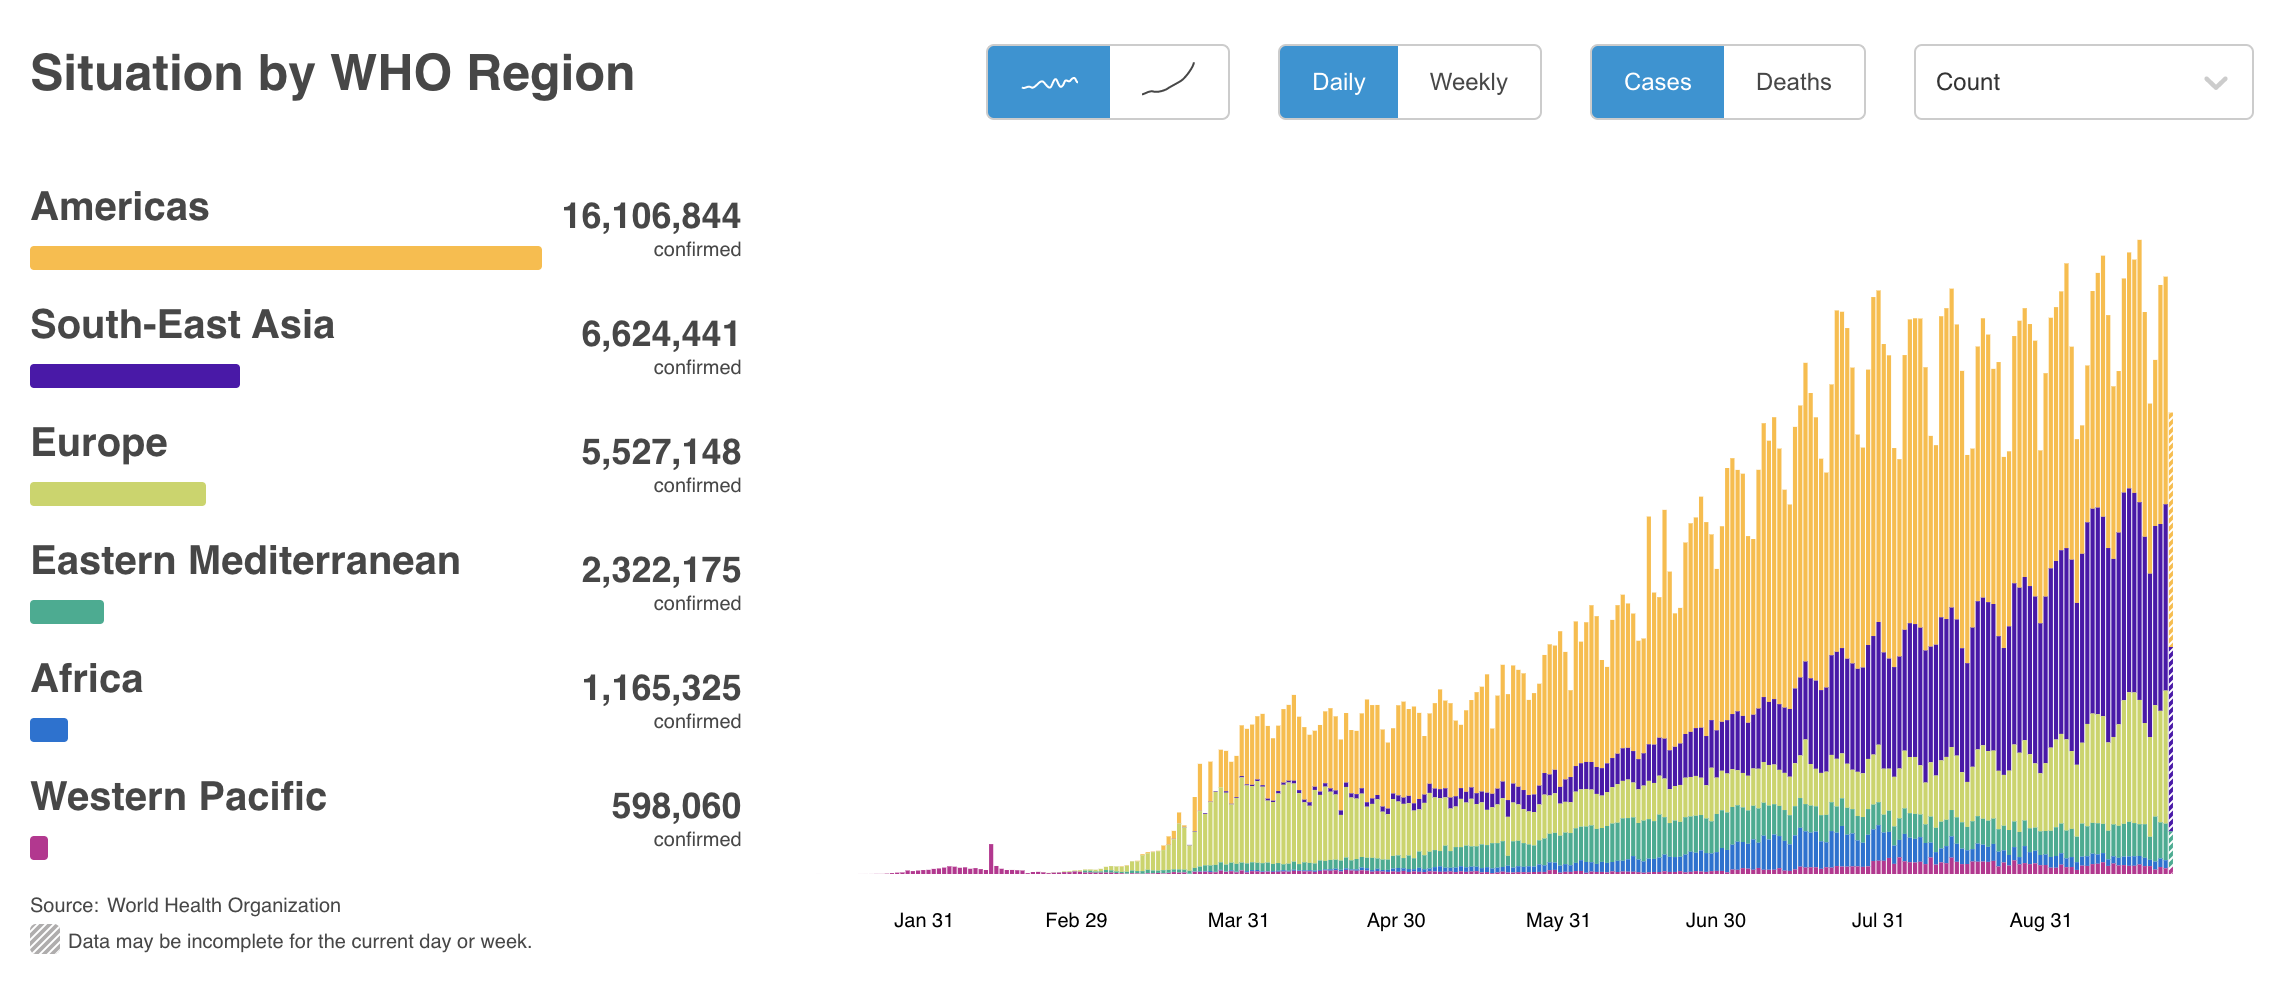 Situation by WHO Region
Daily
Weekly
Cases
Deaths
Count
Americas
16,106,844
confirmed
South-East Asia
6,624,441
confirmed
Europe
5,527,148
confirmed
Eastern Mediterranean
2,322,175
confirmed
Africa
1,165,325
confirmed
Western Pacific
598,060
confirmed
Source: World Health Organization
Data may be incomplete for the current day or week.
Jan 31
Feb 29
Mar 31
Apr 30
May 31
Jun 30
Jul 31
Aug 31